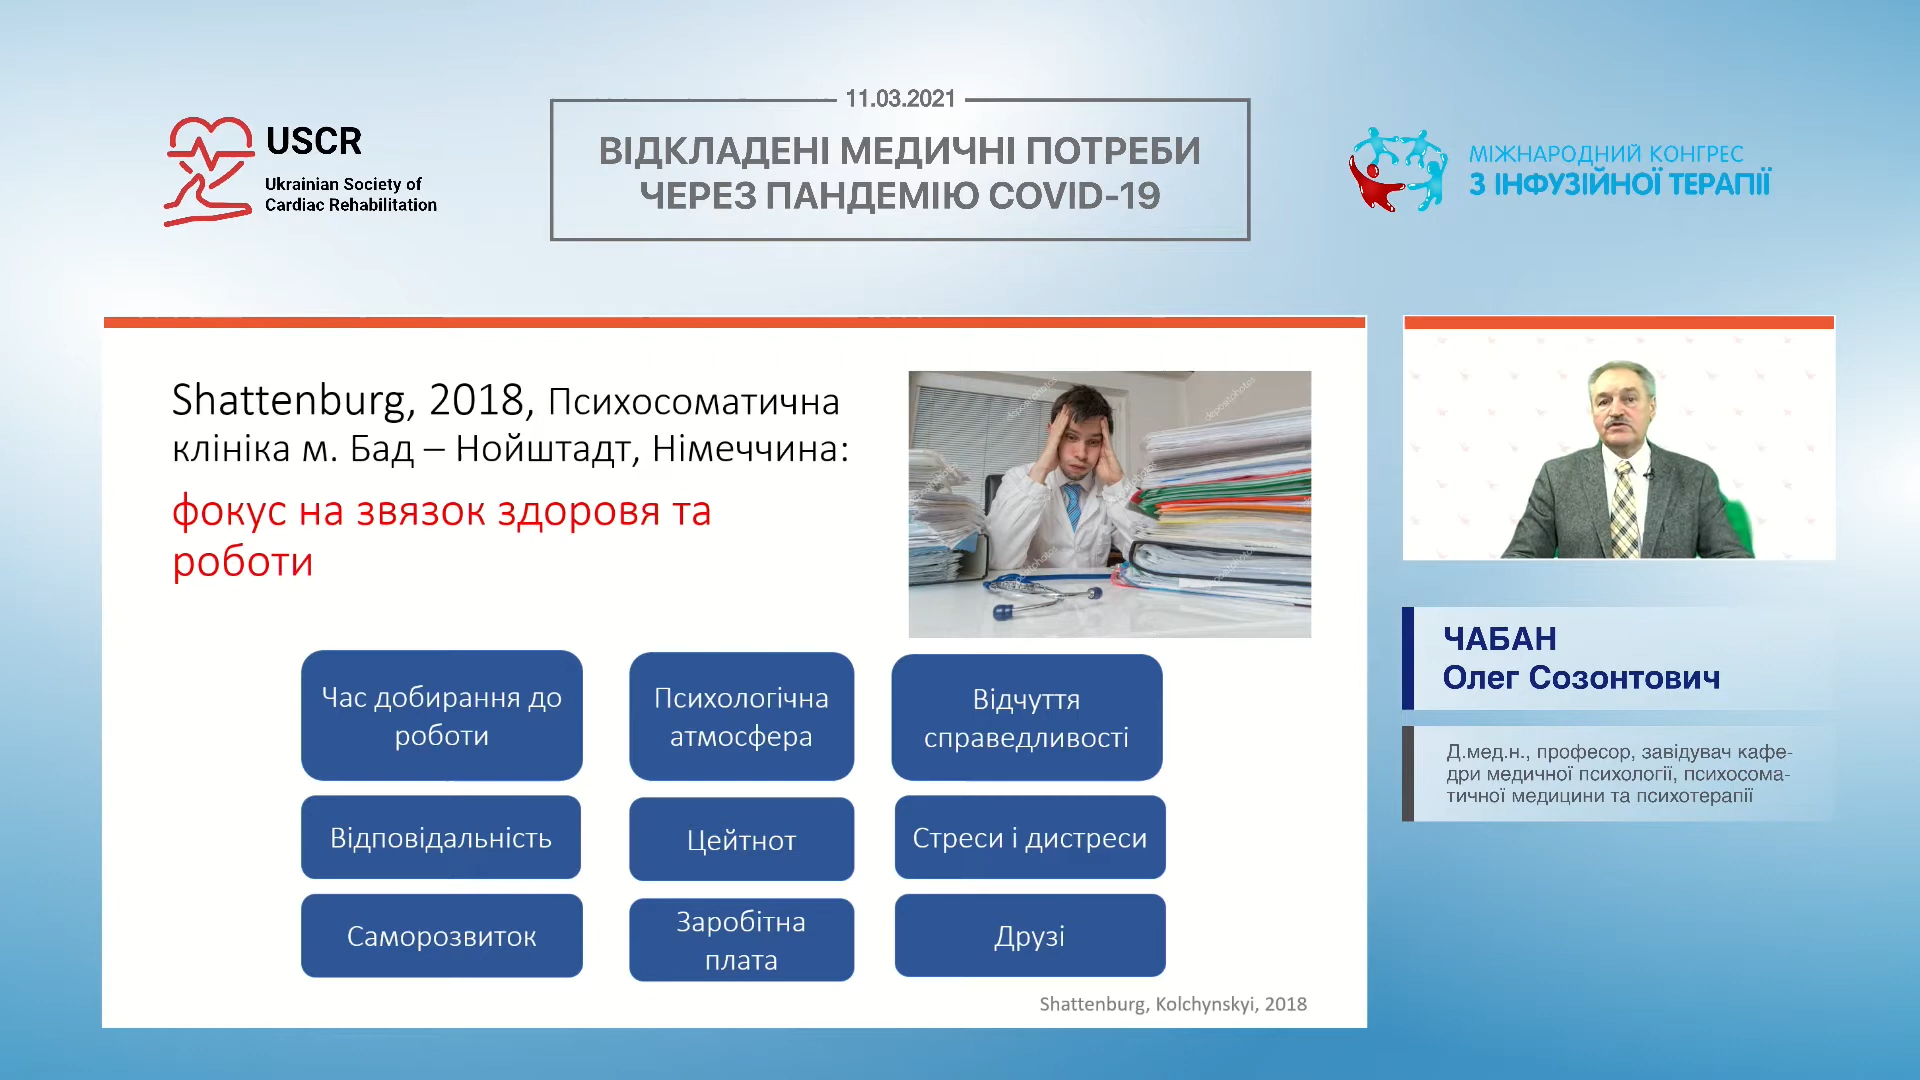 USCR
Ukrainian Society of
Cardiac Rehabilitation
11.03.2021
ВІДКЛАДЕНІ МЕДИЧНІ ПОТРЕБИ
ЧЕРЕЗ ПАНДЕМІЮ COVID-19
МІЖНАРОДНИЙ КОНГРЕС
З ІНФУЗІЙНОЇ ТЕРАПІЇ
Shattenburg, 2018, Психосоматична
клініка м. Бад – Нойштадт, Німеччина:
фокус на звязок здоровя та
роботи
Час добирання до
роботи
Психологічна
атмосфера
Відчуття
справедливості
Відповідальність
Цейтнот
Стреси і дистреси
Саморозвиток
Заробітна
плата
Друзі
Shattenburg, Kolchynskyi, 2018
ЧАБАН
Олег Созонтович
Д.мед.н., професор, завідувач кафе-
дри медичної психології, психосома-
тичної медицини та психотерапії